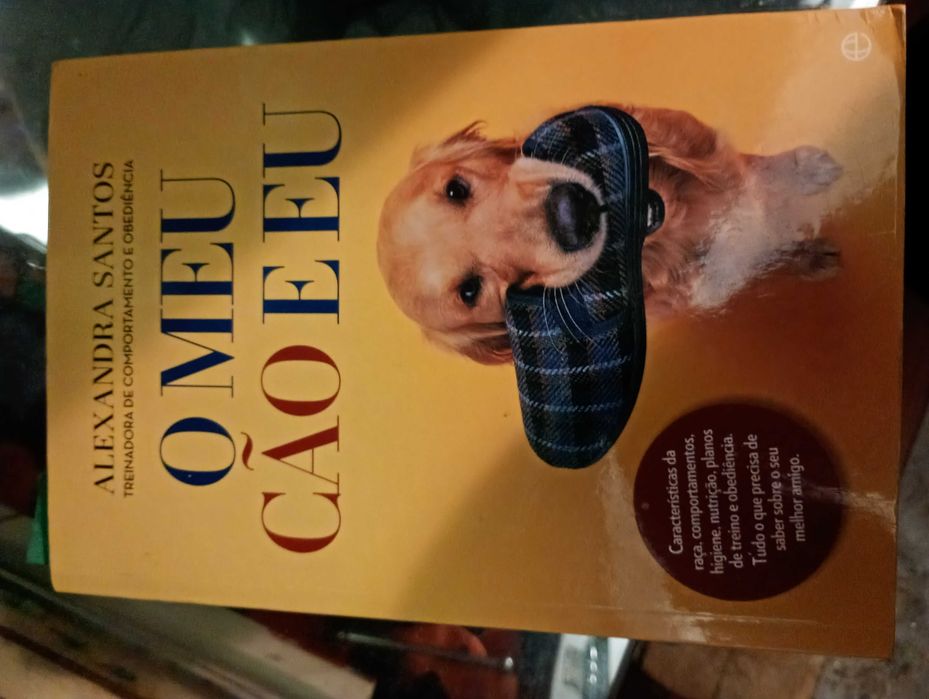 ALEXANDRA SANTOS
TREINADORA DE COMPORTAMENTO E OBEDIÊNCIA
O MEU
CÃO E EU
Características da
raça, comportamentos,
higiene, nutrição, planos
de treino e obediência.
Tudo o que precisa de
saber sobre o seu
melhor amigo.